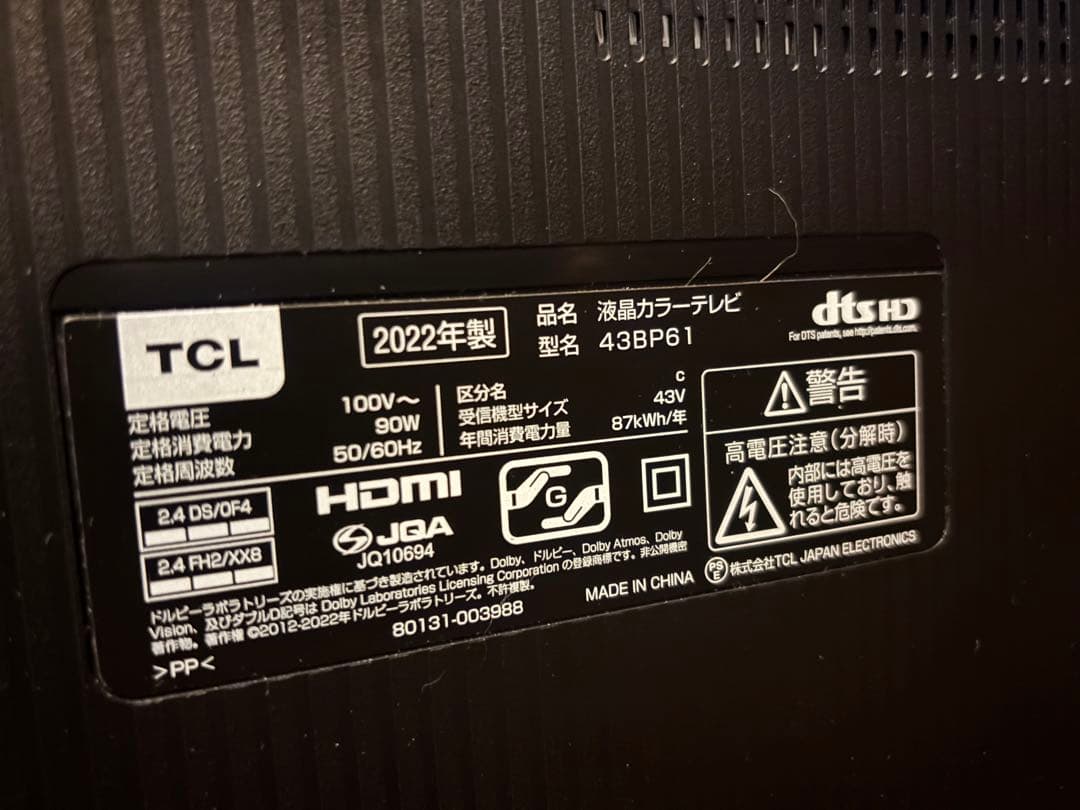 TCL
2022年製
品名 液晶カラーテレビ
型名 43BP61
dts HD
For DTS patents, see http://patents.dts.com.
定格電圧 100V〜
定格消費電力 90W
定格周波数 50/60Hz
区分名 C
受信機型サイズ 43V
年間消費電力量 87kWh/年
警告
高電圧注意(分解時)
内部には高電圧を
使用しており、触
れると危険です。
2.4 DS/0F4
2.4 FH2/XX8
HDMI
JQA
JQ10694
G
ドルビーラボラトリーズの実施権に基づき製造されています。Dolby、ドルビー、Dolby Atmos、Dolby
Vision、及びダブルD記号は Dolby Laboratories Licensing Corporation の登録商標です。非公開機密
著作物。著作権 ©2012-2022年ドルビーラボラトリーズ。不許複製。
80131-003988
MADE IN CHINA
PSE 株式会社TCL JAPAN ELECTRONICS
>PP<